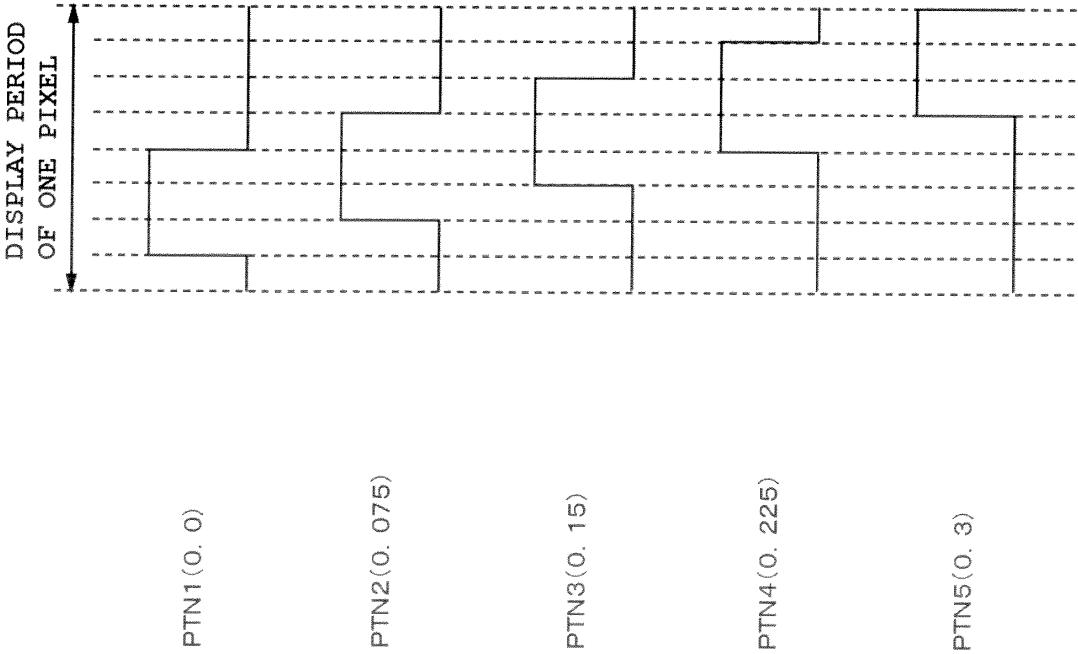 DISPLAY PERIOD
OF ONE PIXEL
PTN1(0. 0)
PTN2(0. 075)
PTN3(0. 15)
PTN4(0. 225)
PTN5(0. 3)